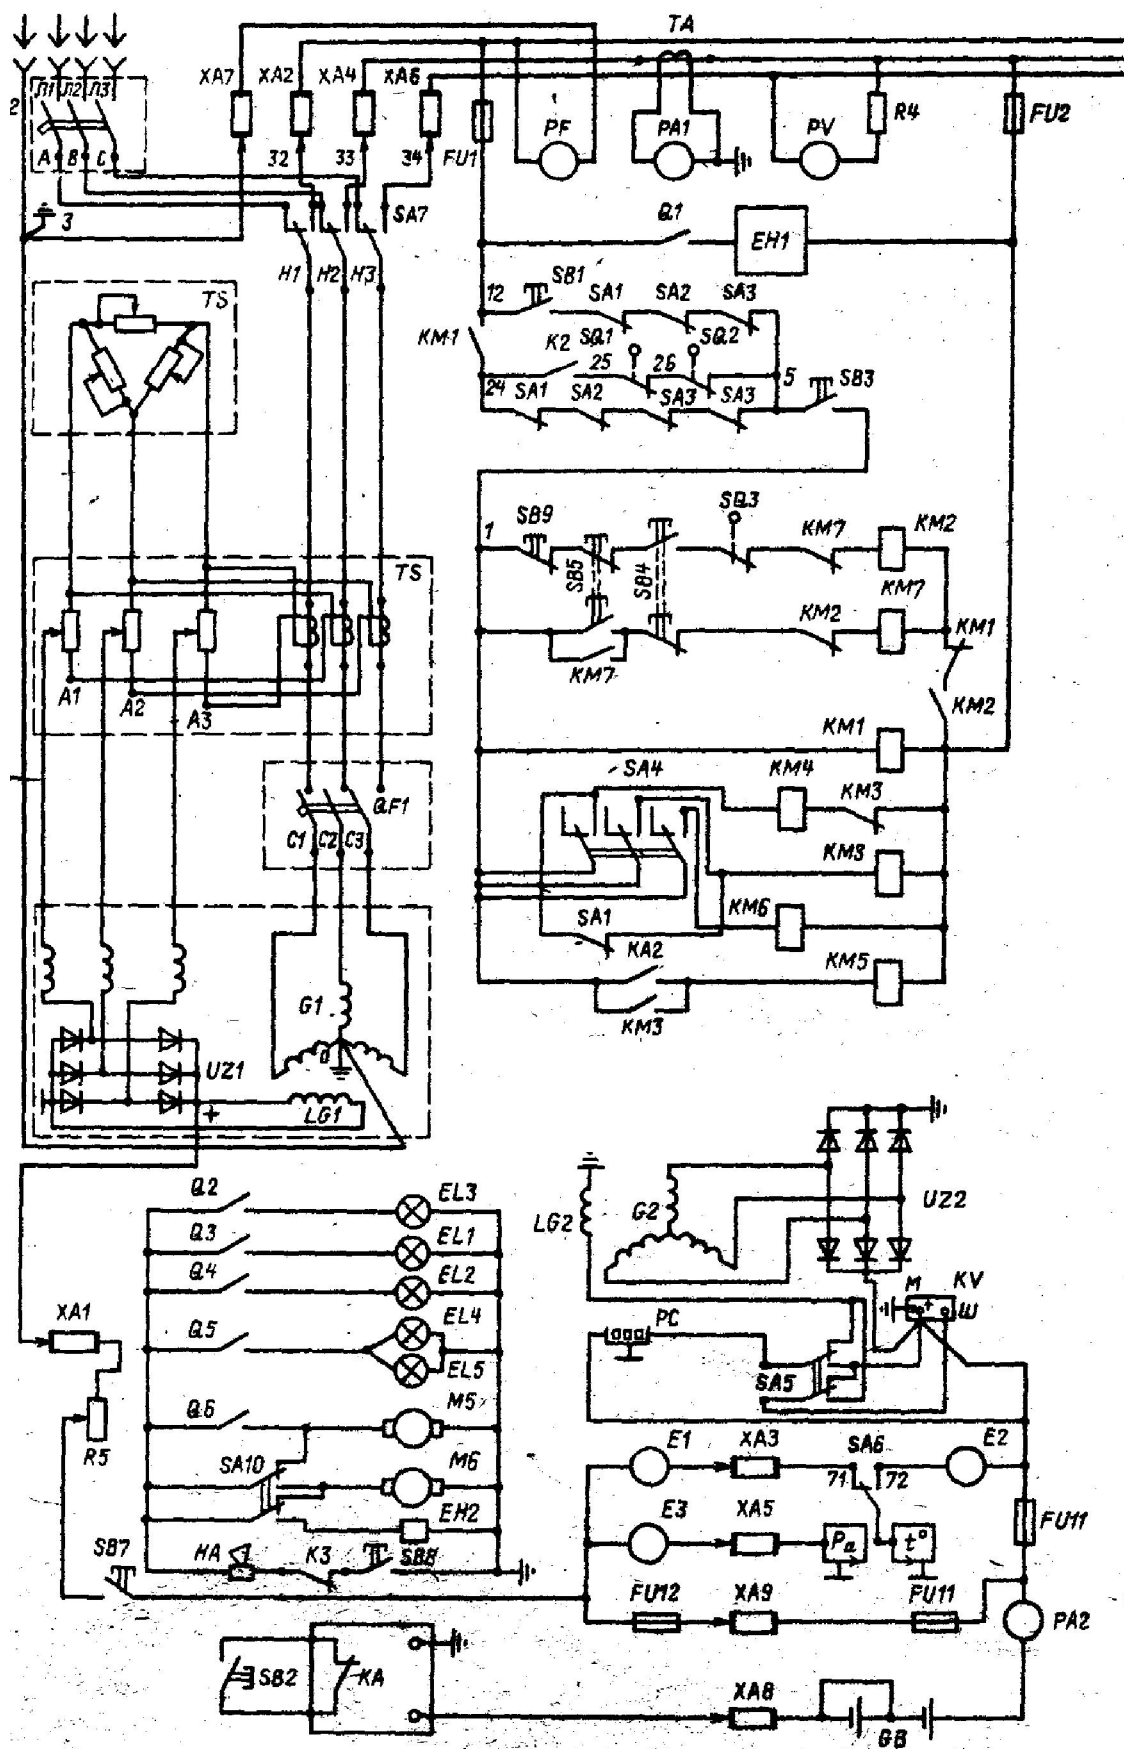 TA
XA7 XA2 XA4 XA6
Л1 Л2 Л3
2
PF PA1 PV R4 FU2
A B C
32 33 34 FU1
3
SA7
Q1
EH1
H1 H2 H3
TS
12 SB1 SA1 SA2 SA3
KM1
K2 SQ1 SQ2
25 26 5 SB3
24 SA1 SA2 SA3 SA3
1 SB9 SB5 SB4 SQ3 KM7 KM2
TS
KM7
KM2
KM7 KM1
A1 A2 A3
KM2
KM1
SA4 KM4 KM3
QF1
C1 C2 C3
KM3
KM6
SA1 KA2
KM5
KM3
G1
0
UZ1
+
LG1
Q2 EL3
Q3 EL1
Q4 EL2
Q5 EL4
EL5
LG2 G2 UZ2
M KV
+ Ш
XA1
PC
SA5
R5
Q6 M5
SA10 M6
EH2
E1 XA3 SA6 E2
71 72
E3 XA5 Pa t°
FU11
SB7 HA K3 SB8
FU12 XA9 FU11
PA2
SB2 KA
XA8
GB